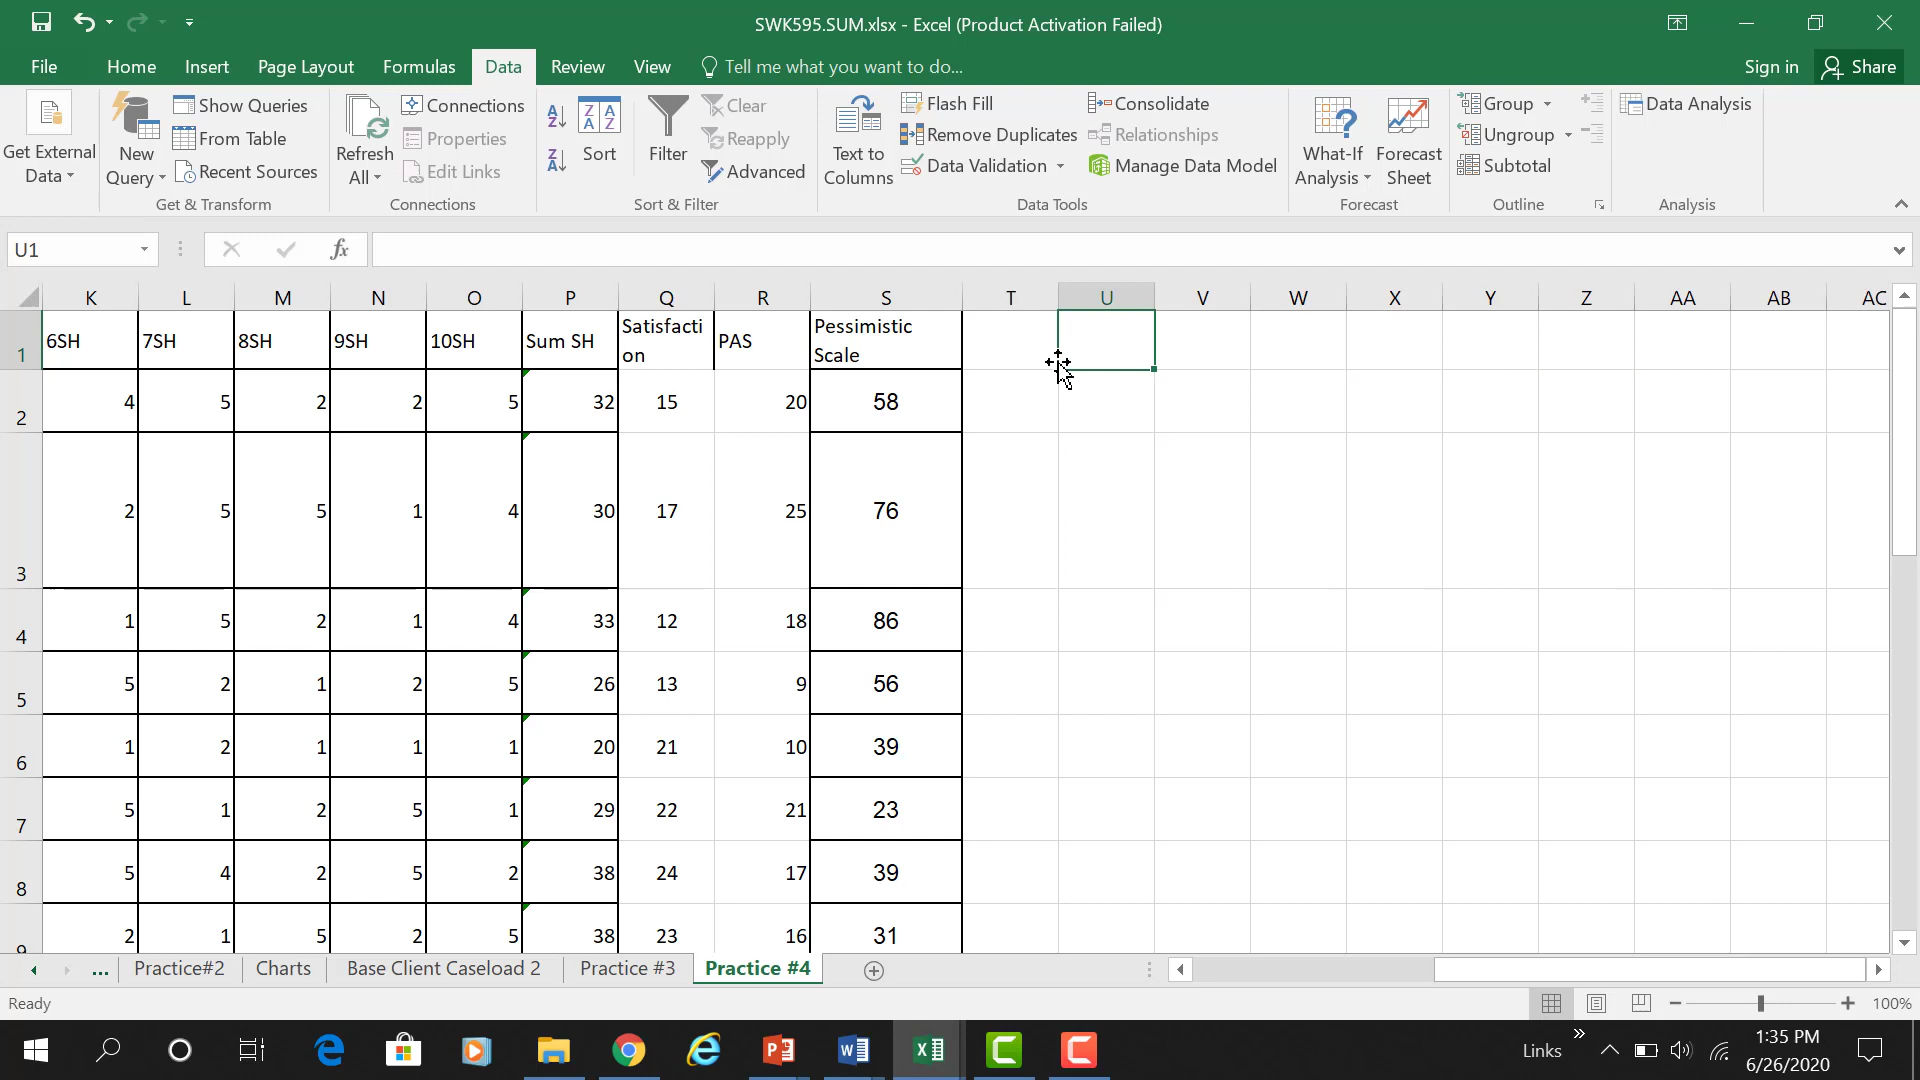 SWK595.SUM.xlsx - Excel (Product Activation Failed)
File Home Insert Page Layout Formulas Data Review View Tell me what you want to do... Sign in Share
Get External Data
New Query
Show Queries
From Table
Recent Sources
Get & Transform
Refresh All
Connections
Properties
Edit Links
Connections
Sort
Filter
Clear
Reapply
Advanced
Sort & Filter
Text to Columns
Flash Fill
Remove Duplicates
Data Validation
Consolidate
Relationships
Manage Data Model
Data Tools
What-If Analysis
Forecast Sheet
Forecast
Group
Ungroup
Subtotal
Outline
Data Analysis
Analysis
U1 fx
K L M N O P Q R S T U V W X Y Z AA AB AC
1 6SH 7SH 8SH 9SH 10SH Sum SH Satisfacti on PAS Pessimistic Scale
2 4 5 2 2 5 32 15 20 58
3 2 5 5 1 4 30 17 25 76
4 1 5 2 1 4 33 12 18 86
5 5 2 1 2 5 26 13 9 56
6 1 2 1 1 1 20 21 10 39
7 5 1 2 5 1 29 22 21 23
8 5 4 2 5 2 38 24 17 39
9 2 1 5 2 5 38 23 16 31
... Practice#2 Charts Base Client Caseload 2 Practice #3 Practice #4
Ready 100%
Links 1:35 PM
6/26/2020